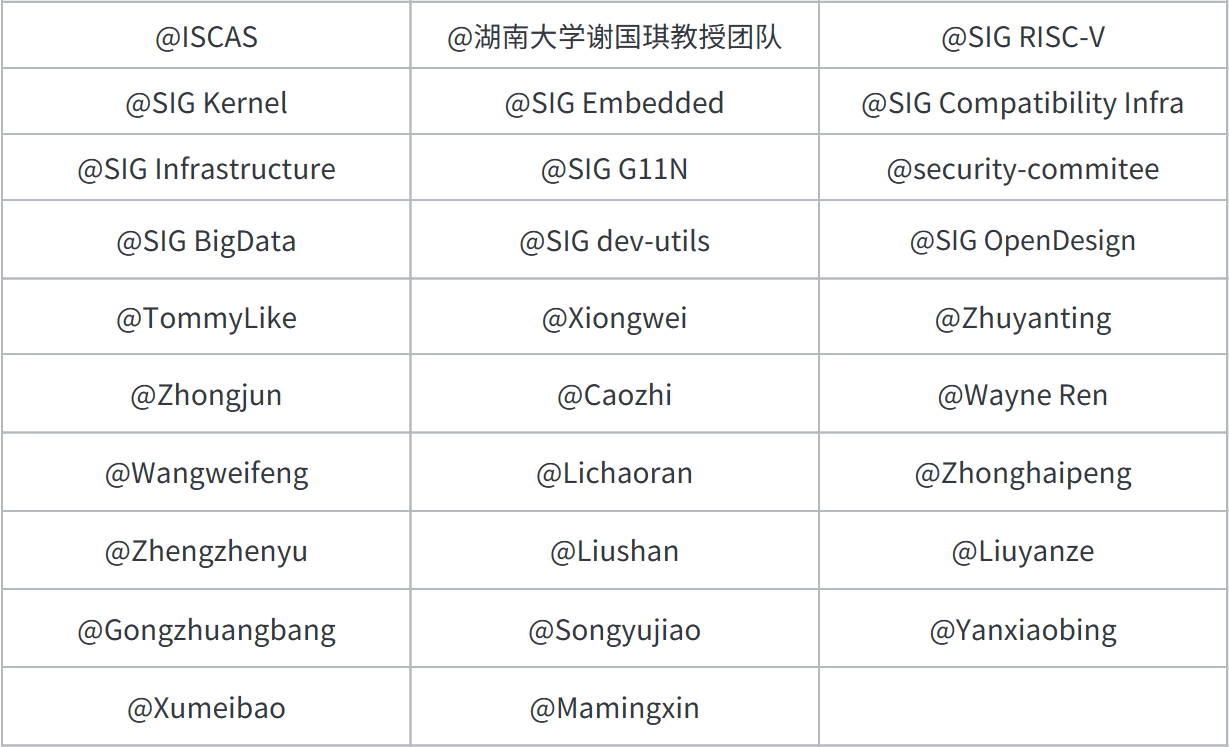 @ISCAS @湖南大学谢国琪教授团队 @SIG RISC-V
@SIG Kernel @SIG Embedded @SIG Compatibility Infra
@SIG Infrastructure @SIG G11N @security-commitee
@SIG BigData @SIG dev-utils @SIG OpenDesign
@TommyLike @Xiongwei @Zhuyanting
@Zhongjun @Caozhi @Wayne Ren
@Wangweifeng @Lichaoran @Zhonghaipeng
@Zhengzhenyu @Liushan @Liuyanze
@Gongzhuangbang @Songyujiao @Yanxiaobing
@Xumeibao @Mamingxin